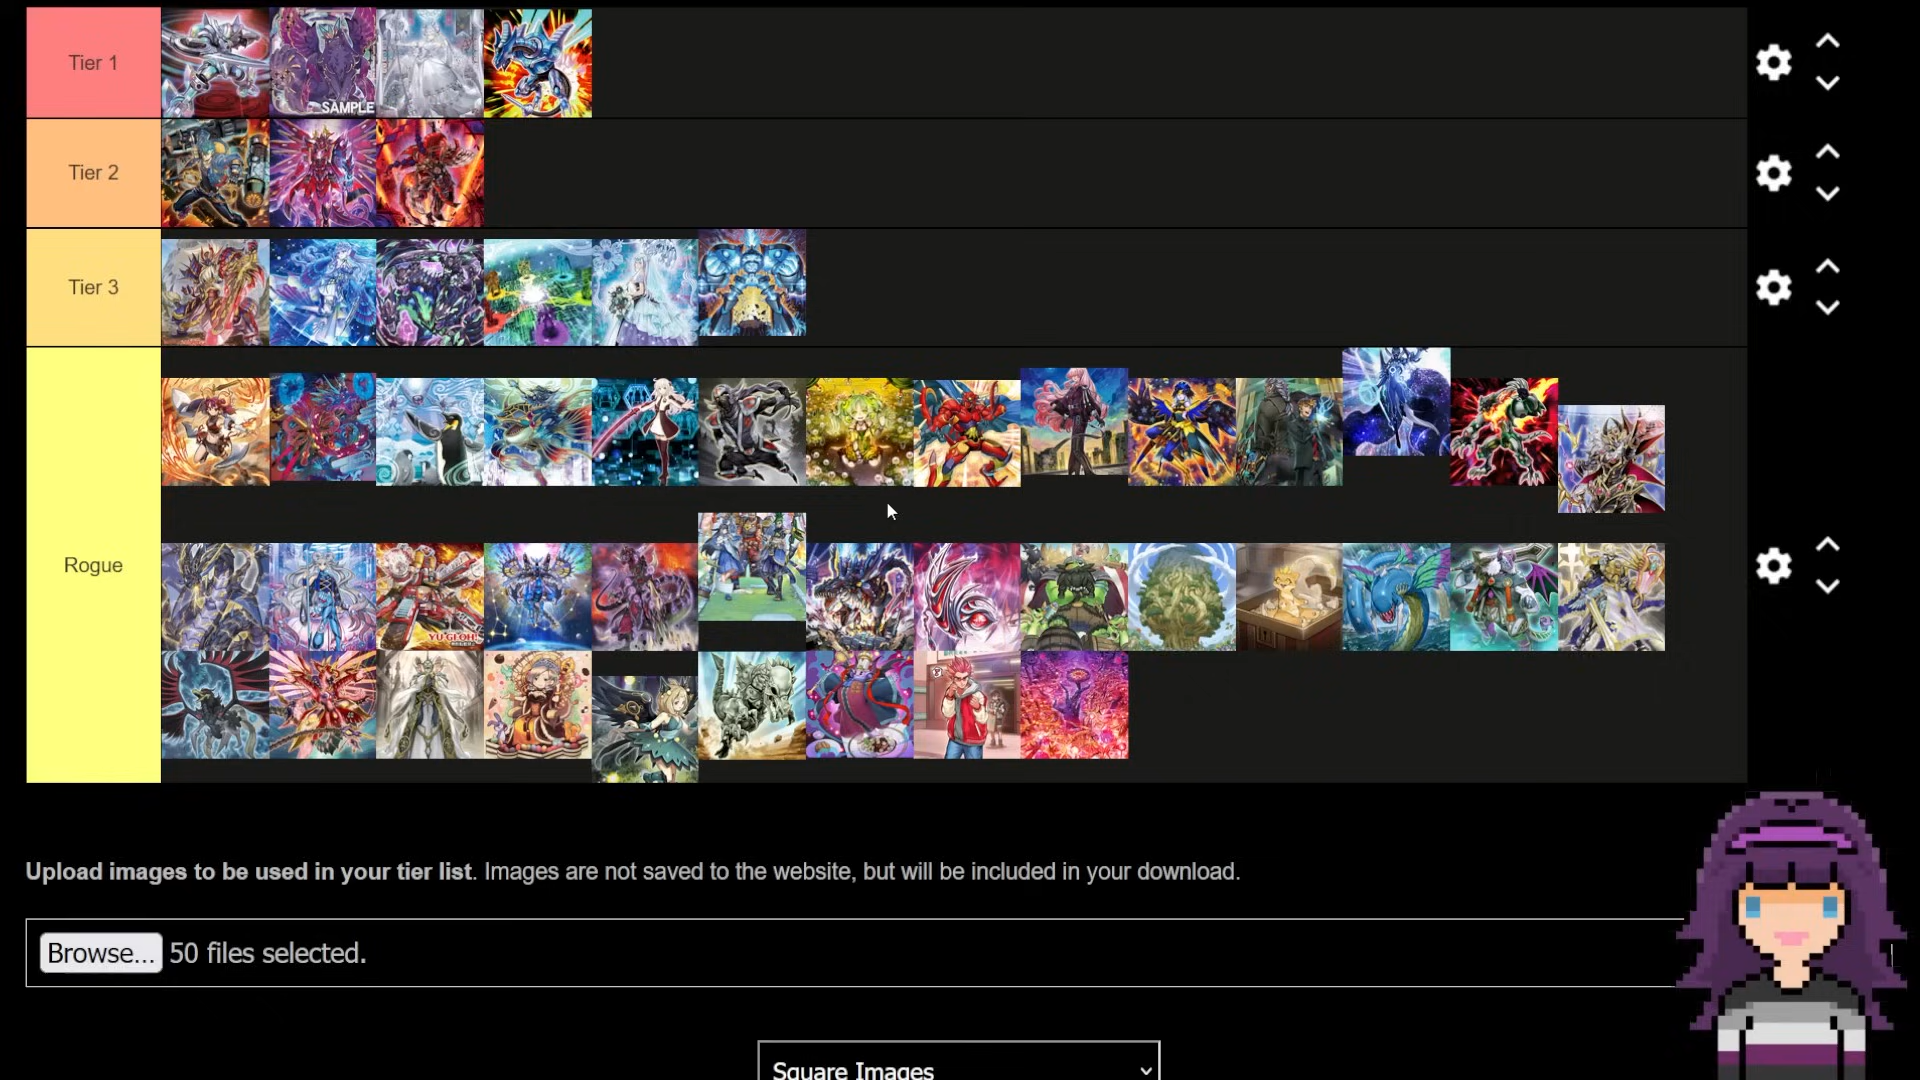 Tier 1
SAMPLE
Tier 2
Tier 3
Rogue
YU-GI-OH!
Upload images to be used in your tier list. Images are not saved to the website, but will be included in your download.
Browse... 50 files selected.
Square Images